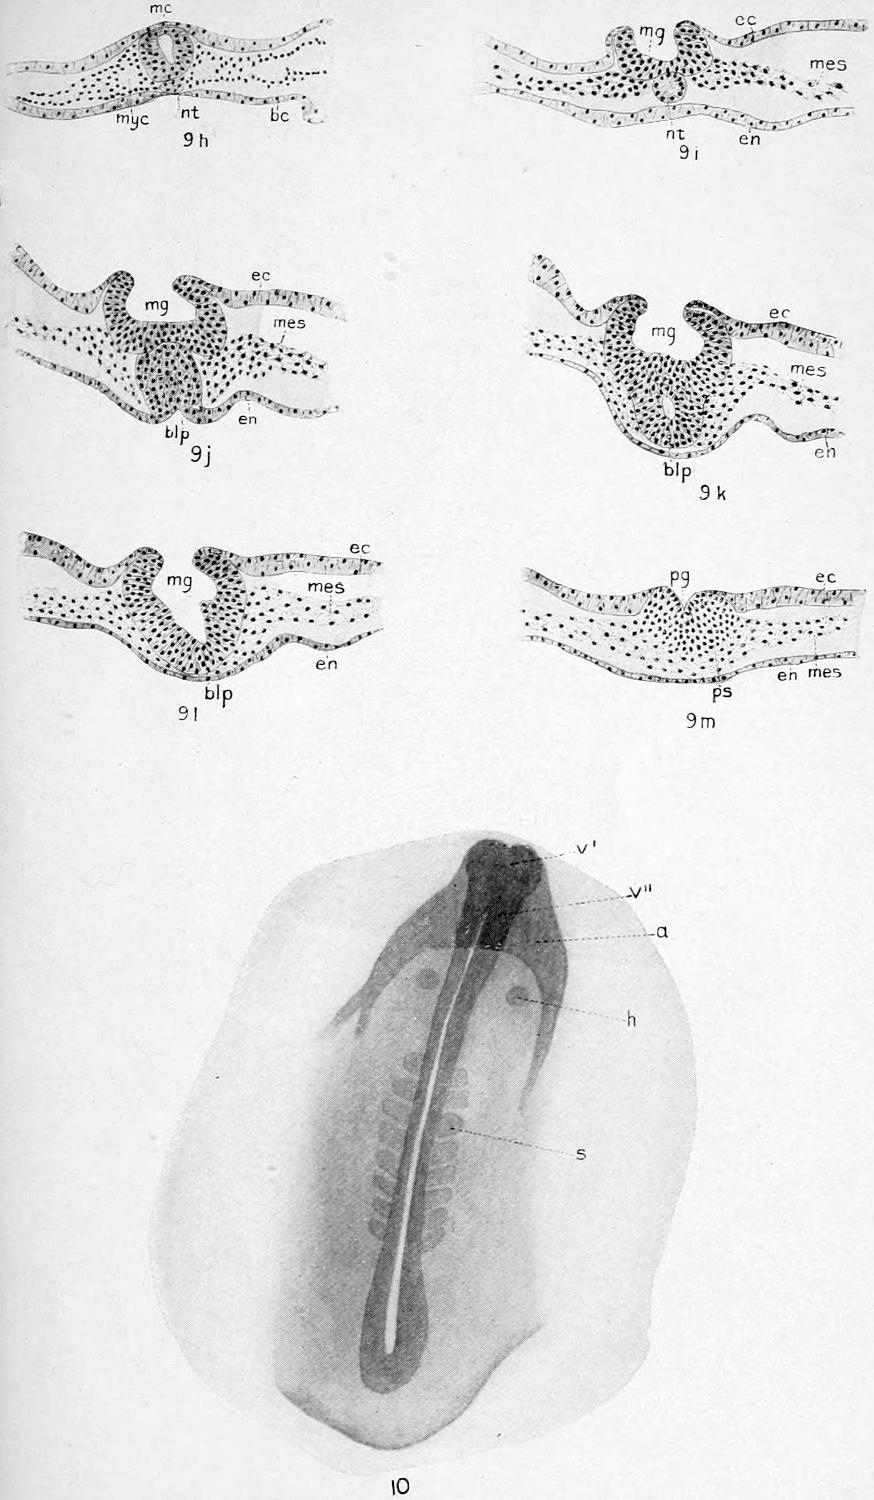 mc
myc
nt
bc
9h
mg
ec
mes
nt
en
9i
mg
ec
mes
blp
en
9j
mg
ec
mes
blp
en
9k
mg
ec
mes
en
blp
9l
pg
ec
en mes
ps
9m
v'
v"
a
h
s
10